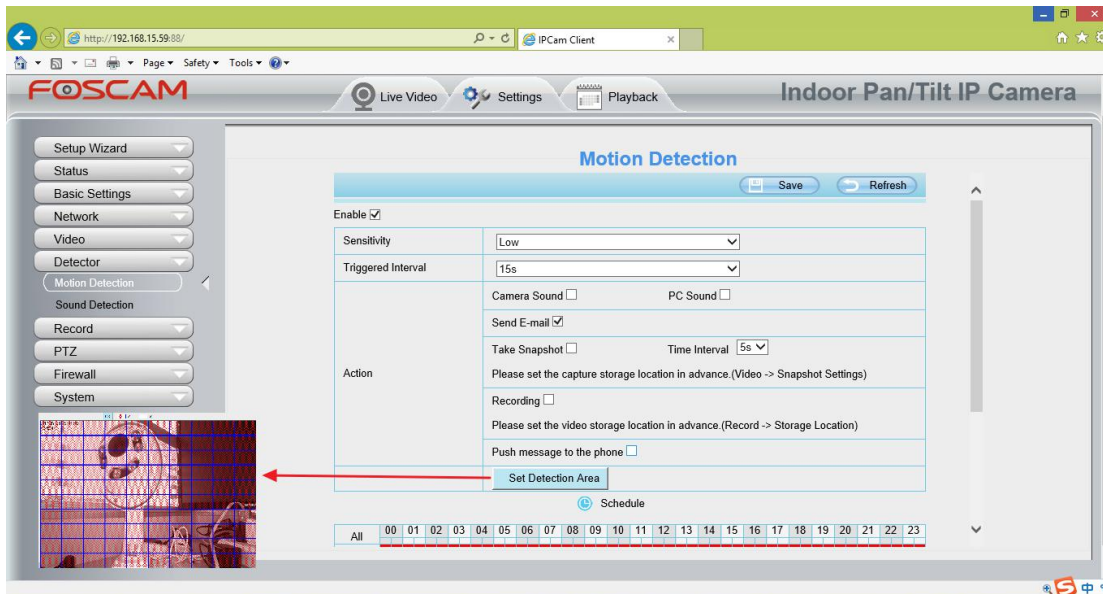 http://192.168.15.59:88/
IPCam Client
Page Safety Tools
FOSCAM
Live Video
Settings
Playback
Indoor Pan/Tilt IP Camera
Setup Wizard
Status
Basic Settings
Network
Video
Detector
Motion Detection
Sound Detection
Record
PTZ
Firewall
System
Motion Detection
Save
Refresh
Enable
Sensitivity
Low
Triggered Interval
15s
Action
Camera Sound
PC Sound
Send E-mail
Take Snapshot
Time Interval 5s
Please set the capture storage location in advance.(Video -> Snapshot Settings)
Recording
Please set the video storage location in advance.(Record -> Storage Location)
Push message to the phone
Set Detection Area
Schedule
All 00 01 02 03 04 05 06 07 08 09 10 11 12 13 14 15 16 17 18 19 20 21 22 23
中